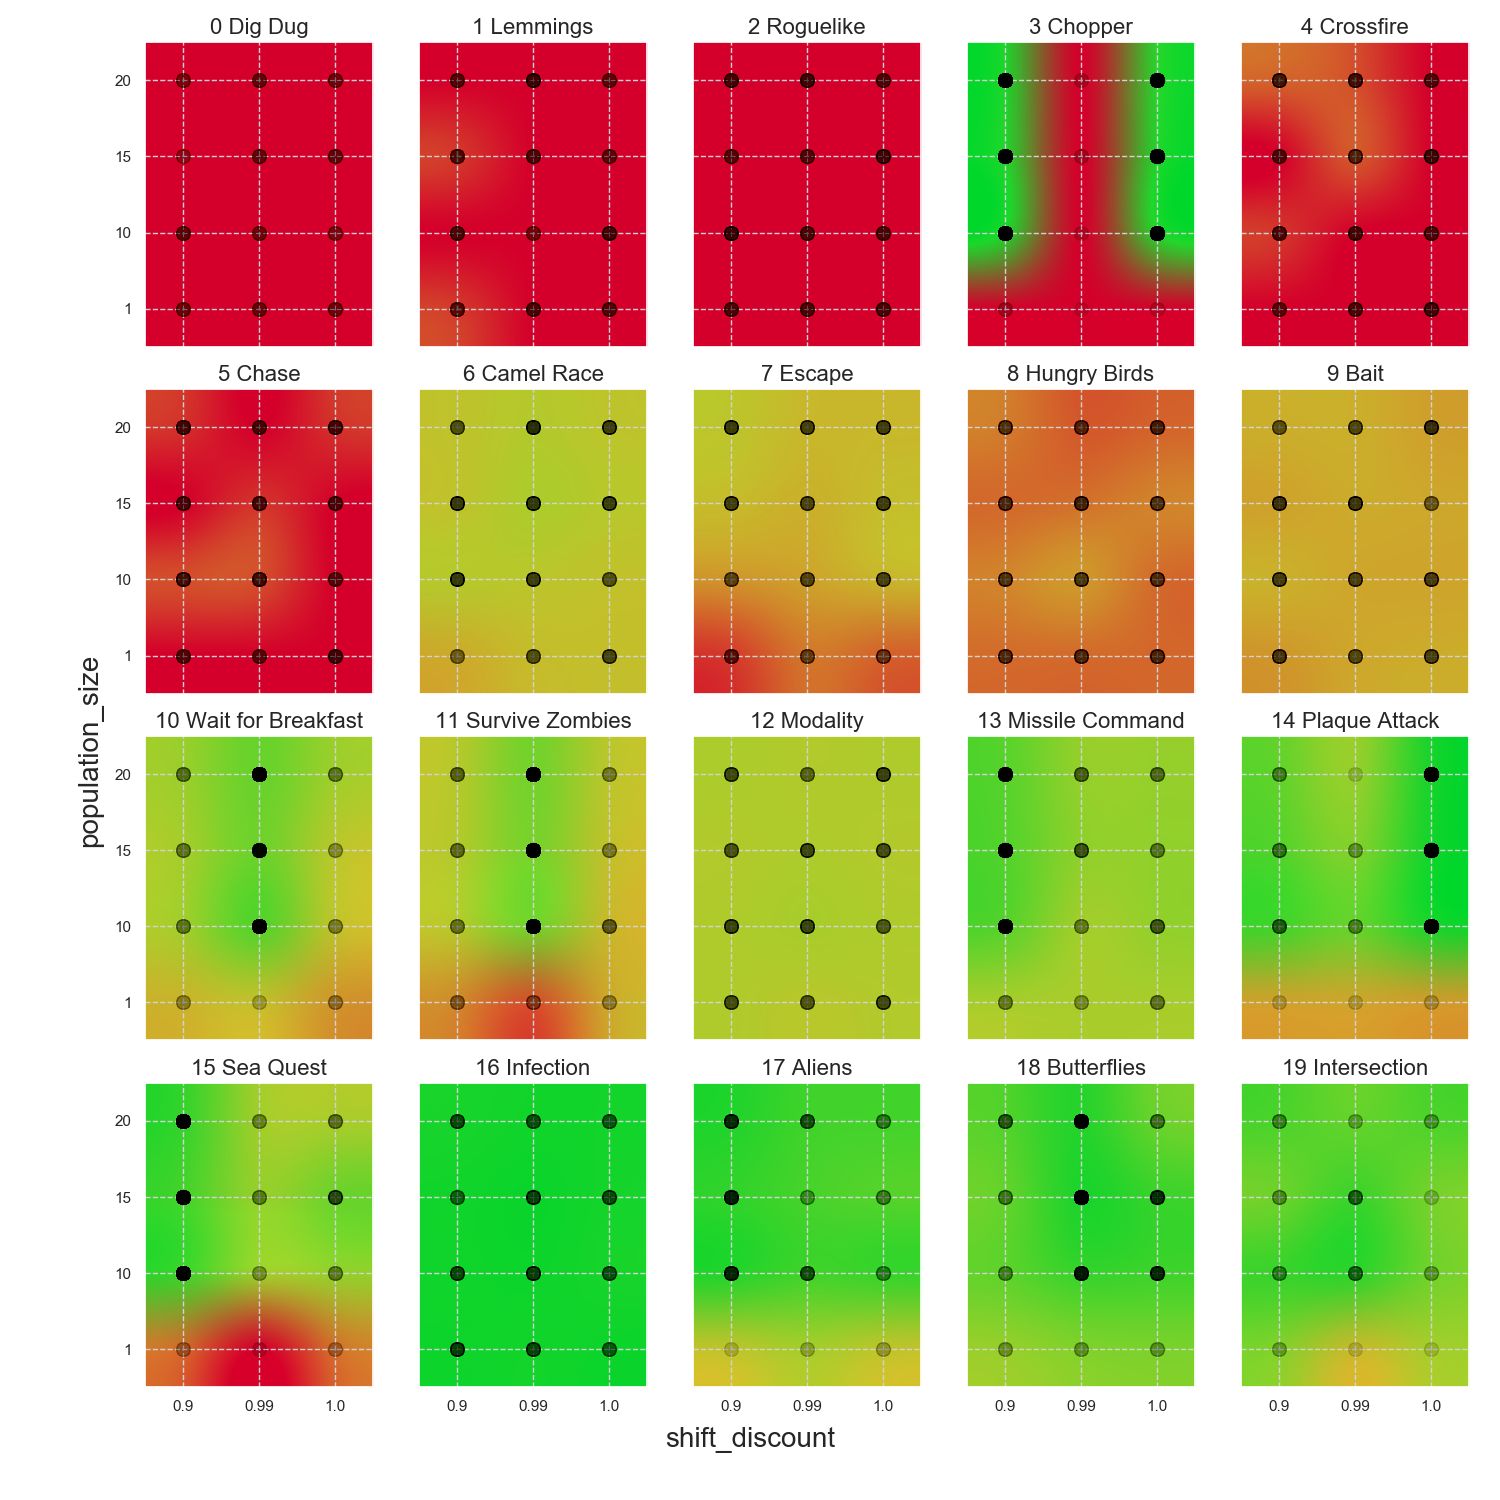 0 Dig Dug
1 Lemmings
2 Roguelike
3 Chopper
4 Crossfire
20
15
10
1
5 Chase
6 Camel Race
7 Escape
8 Hungry Birds
9 Bait
20
15
10
1
population_size
10 Wait for Breakfast
11 Survive Zombies
12 Modality
13 Missile Command
14 Plaque Attack
20
15
10
1
15 Sea Quest
16 Infection
17 Aliens
18 Butterflies
19 Intersection
20
15
10
1
0.9 0.99 1.0
0.9 0.99 1.0
0.9 0.99 1.0
0.9 0.99 1.0
0.9 0.99 1.0
shift_discount